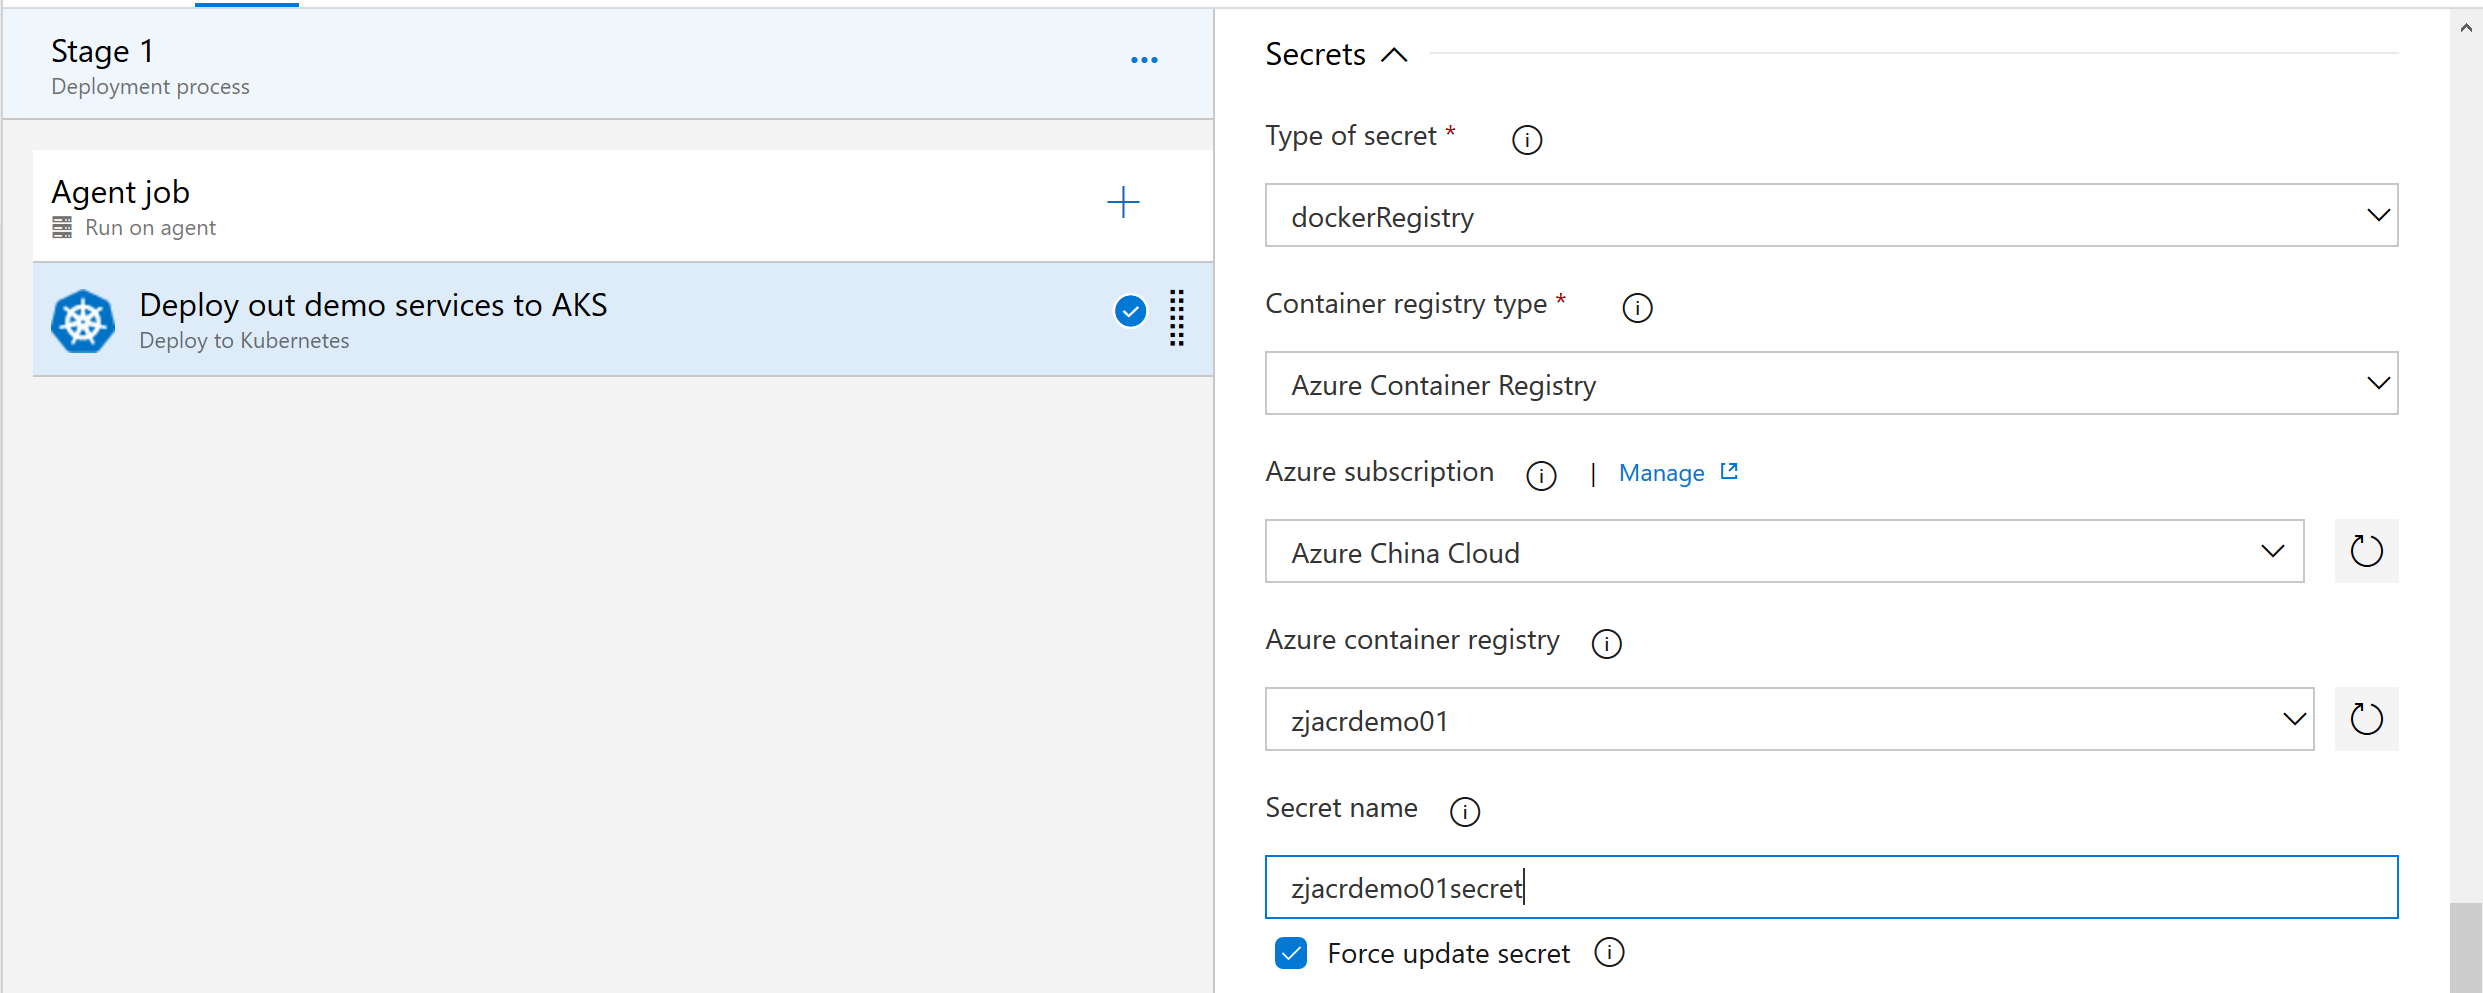 Stage 1
Deployment process
Agent job
Run on agent
Deploy out demo services to AKS
Deploy to Kubernetes
Secrets
Type of secret *
dockerRegistry
Container registry type *
Azure Container Registry
Azure subscription | Manage
Azure China Cloud
Azure container registry
zjacrdemo01
Secret name
zjacrdemo01secret
Force update secret